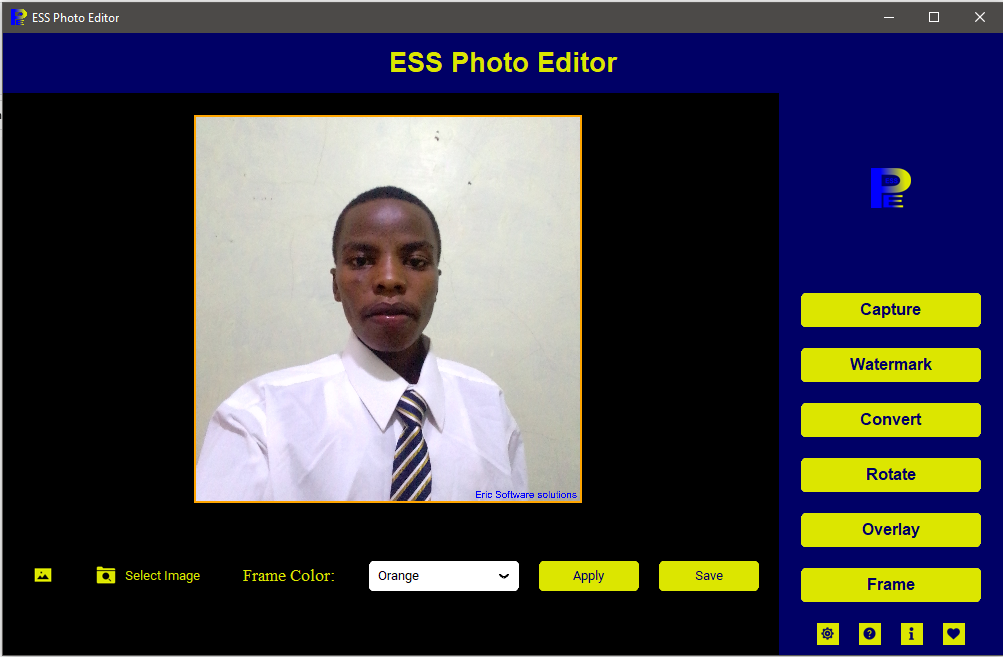 ESS Photo Editor
ESS Photo Editor
Eric Software solutions
Select Image
Frame Color:
Orange
Apply
Save
PE
Capture
Watermark
Convert
Rotate
Overlay
Frame